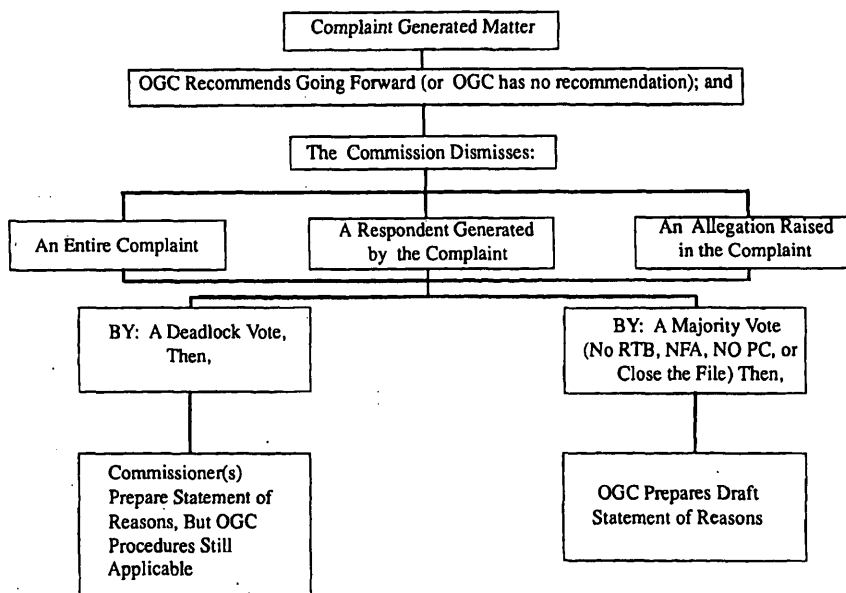 Complaint Generated Matter
OGC Recommends Going Forward (or OGC has no recommendation); and
The Commission Dismisses:
An Entire Complaint
A Respondent Generated
by the Complaint
An Allegation Raised
in the Complaint
BY: A Deadlock Vote,
Then,
BY: A Majority Vote
(No RTB, NFA, NO PC, or
Close the File) Then,
Commissioner(s)
Prepare Statement of
Reasons, But OGC
Procedures Still
Applicable
OGC Prepares Draft
Statement of Reasons